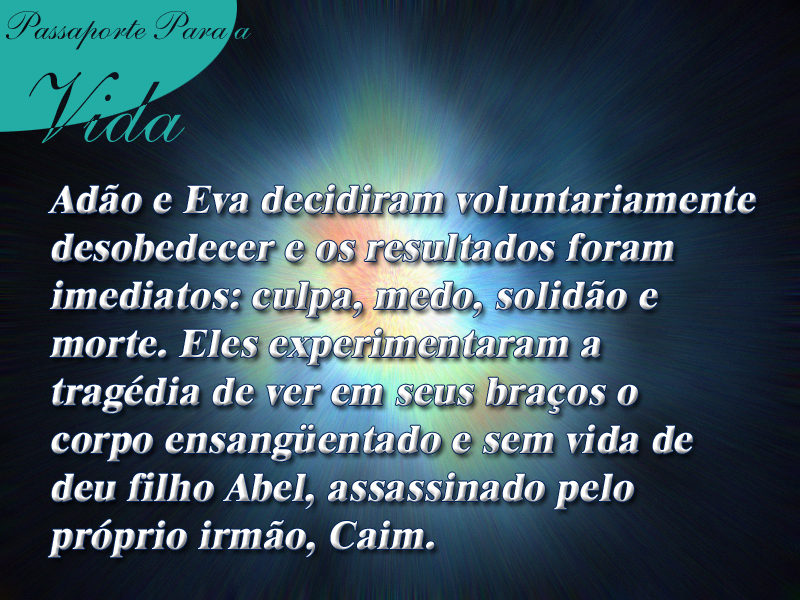 Passaporte Para a
Vida
Adão e Eva decidiram voluntariamente
desobedecer e os resultados foram
imediatos: culpa, medo, solidão e
morte. Eles experimentaram a
tragédia de ver em seus braços o
corpo ensangüentado e sem vida de
deu filho Abel, assassinado pelo
próprio irmão, Caim.